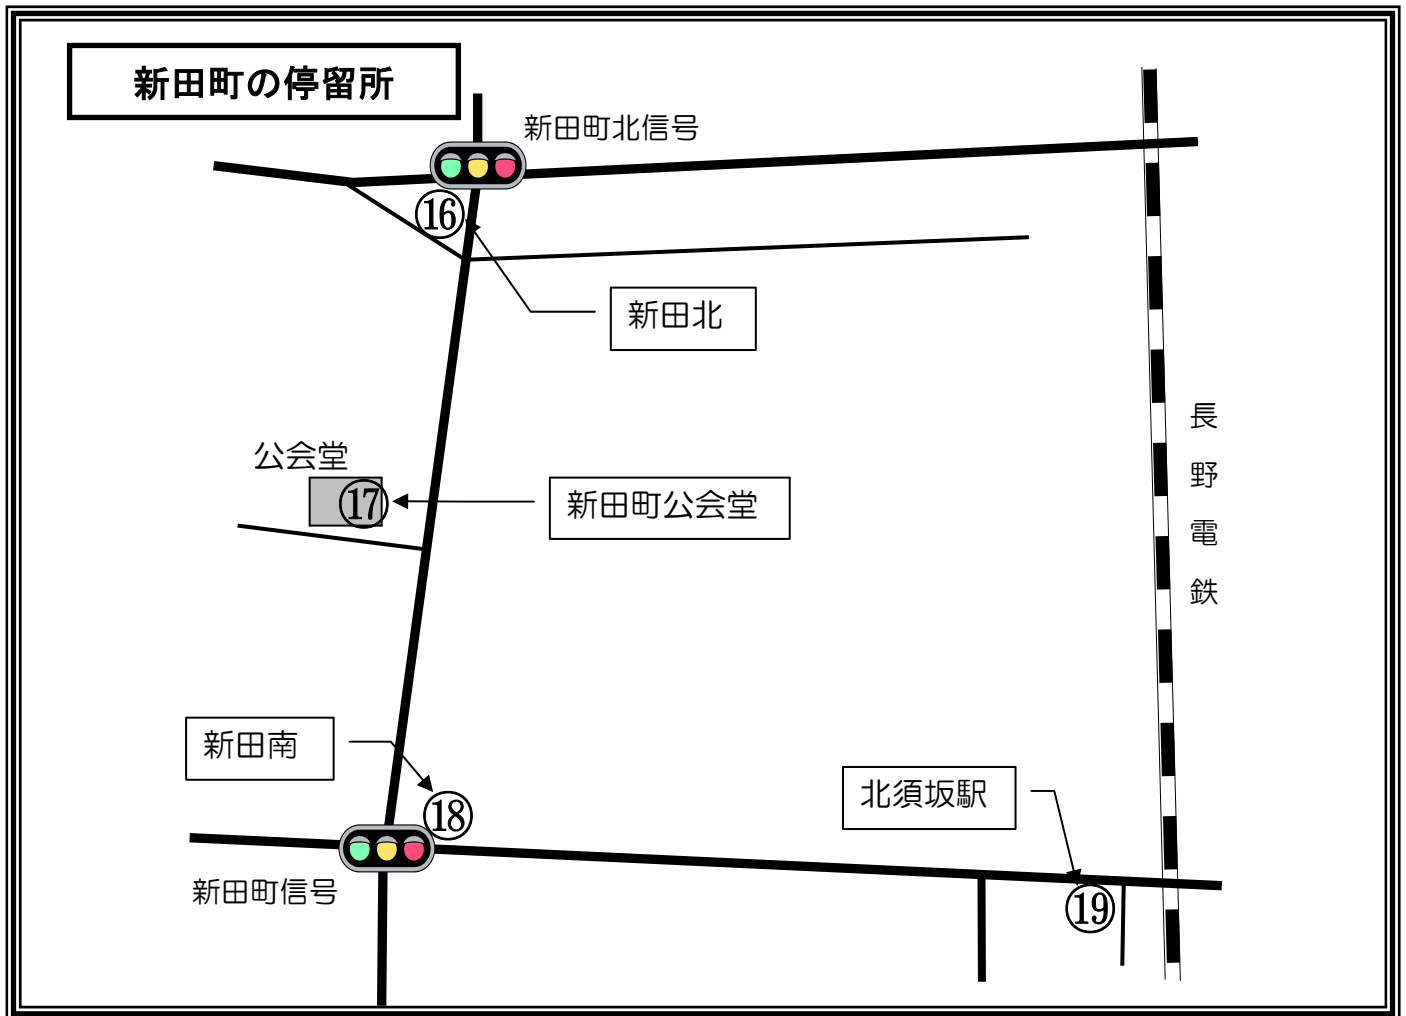 新田町の停留所
新田町北信号
⑯
新田北
長野電鉄
公会堂
⑰
新田町公会堂
新田南
⑱
北須坂駅
新田町信号
⑲